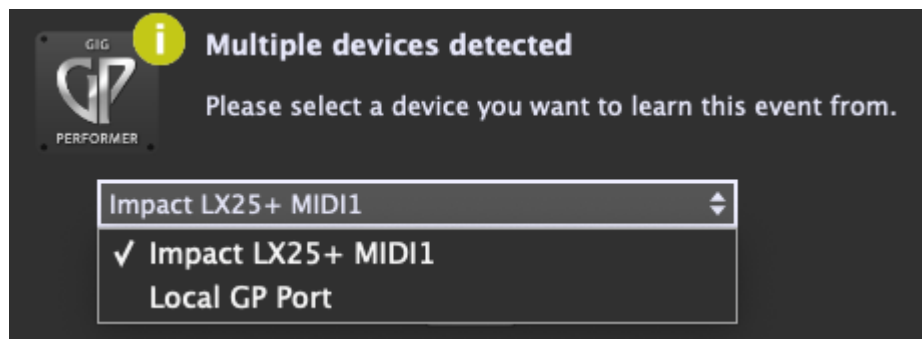 GIG
GP
PERFORMER
i
Multiple devices detected
Please select a device you want to learn this event from.
Impact LX25+ MIDI1
✓ Impact LX25+ MIDI1
Local GP Port